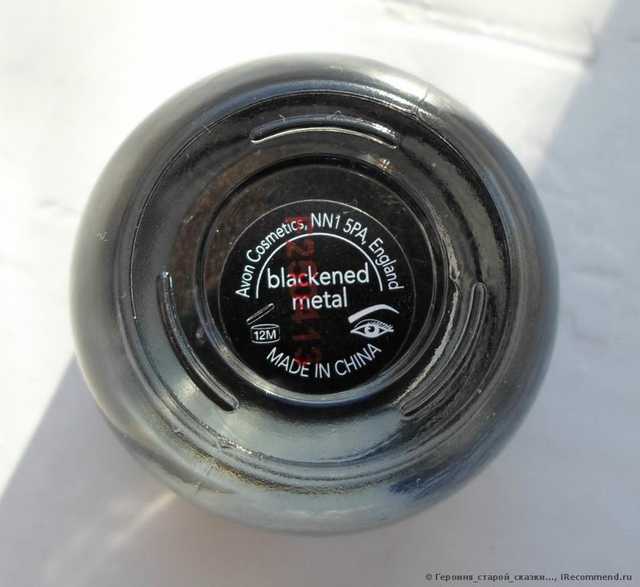 Avon Cosmetics, NN1 5PA, England
blackened
metal
12M
MADE IN CHINA
© Героиня_старой_сказки..., IRecommend.ru